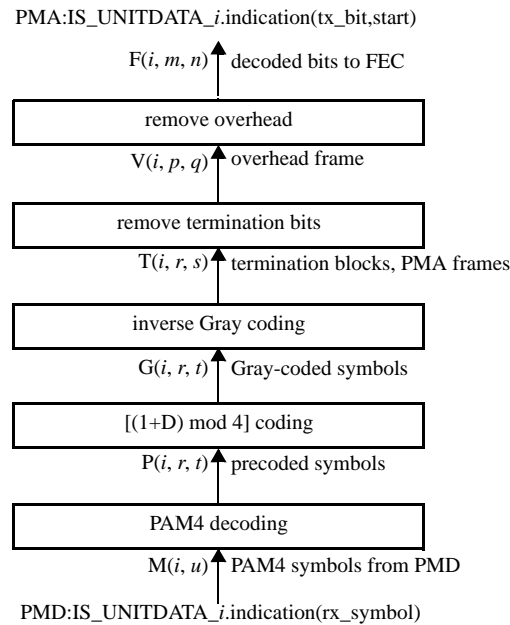 PMA:IS_UNITDATA_i.indication(tx_bit,start)
F(i, m, n) decoded bits to FEC
remove overhead
V(i, p, q) overhead frame
remove termination bits
T(i, r, s) termination blocks, PMA frames
inverse Gray coding
G(i, r, t) Gray-coded symbols
[(1+D) mod 4] coding
P(i, r, t) precoded symbols
PAM4 decoding
M(i, u) PAM4 symbols from PMD
PMD:IS_UNITDATA_i.indication(rx_symbol)